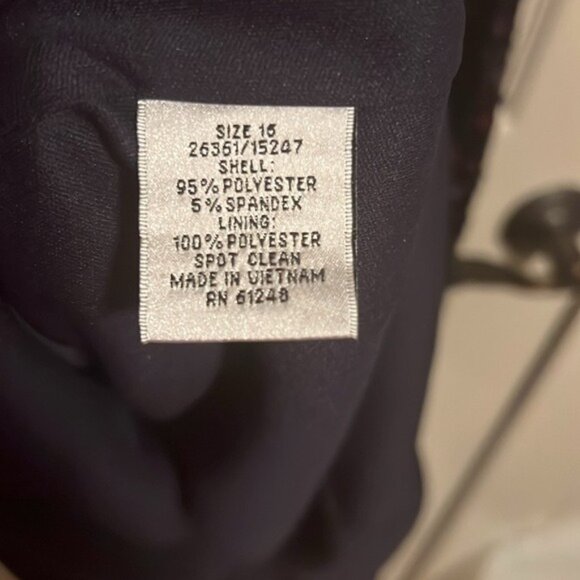 SIZE 16
26361/15247
SHELL:
95% POLYESTER
5% SPANDEX
LINING:
100% POLYESTER
SPOT CLEAN
MADE IN VIETNAM
RN 61248